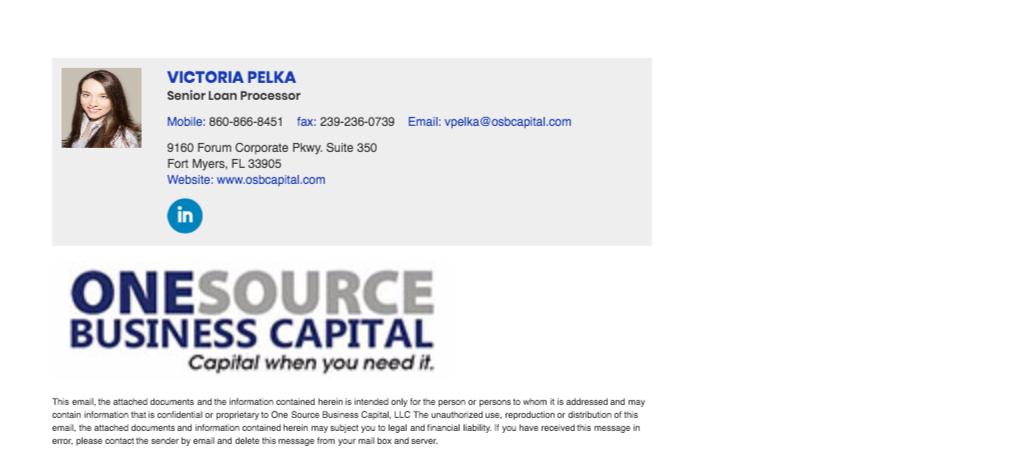 VICTORIA PELKA
Senior Loan Processor
Mobile: 860-866-8451 fax: 239-236-0739 Email: vpelka@osbcapital.com
9160 Forum Corporate Pkwy. Suite 350
Fort Myers, FL 33905
Website: www.osbcapital.com
in
ONESOURCE
BUSINESS CAPITAL
Capital when you need it.
This email, the attached documents and the information contained herein is intended only for the person or persons to whom it is addressed and may
contain information that is confidential or proprietary to One Source Business Capital, LLC The unauthorized use, reproduction or distribution of this
email, the attached documents and information contained herein may subject you to legal and financial liability. If you have received this message in
error, please contact the sender by email and delete this message from your mail box and server.